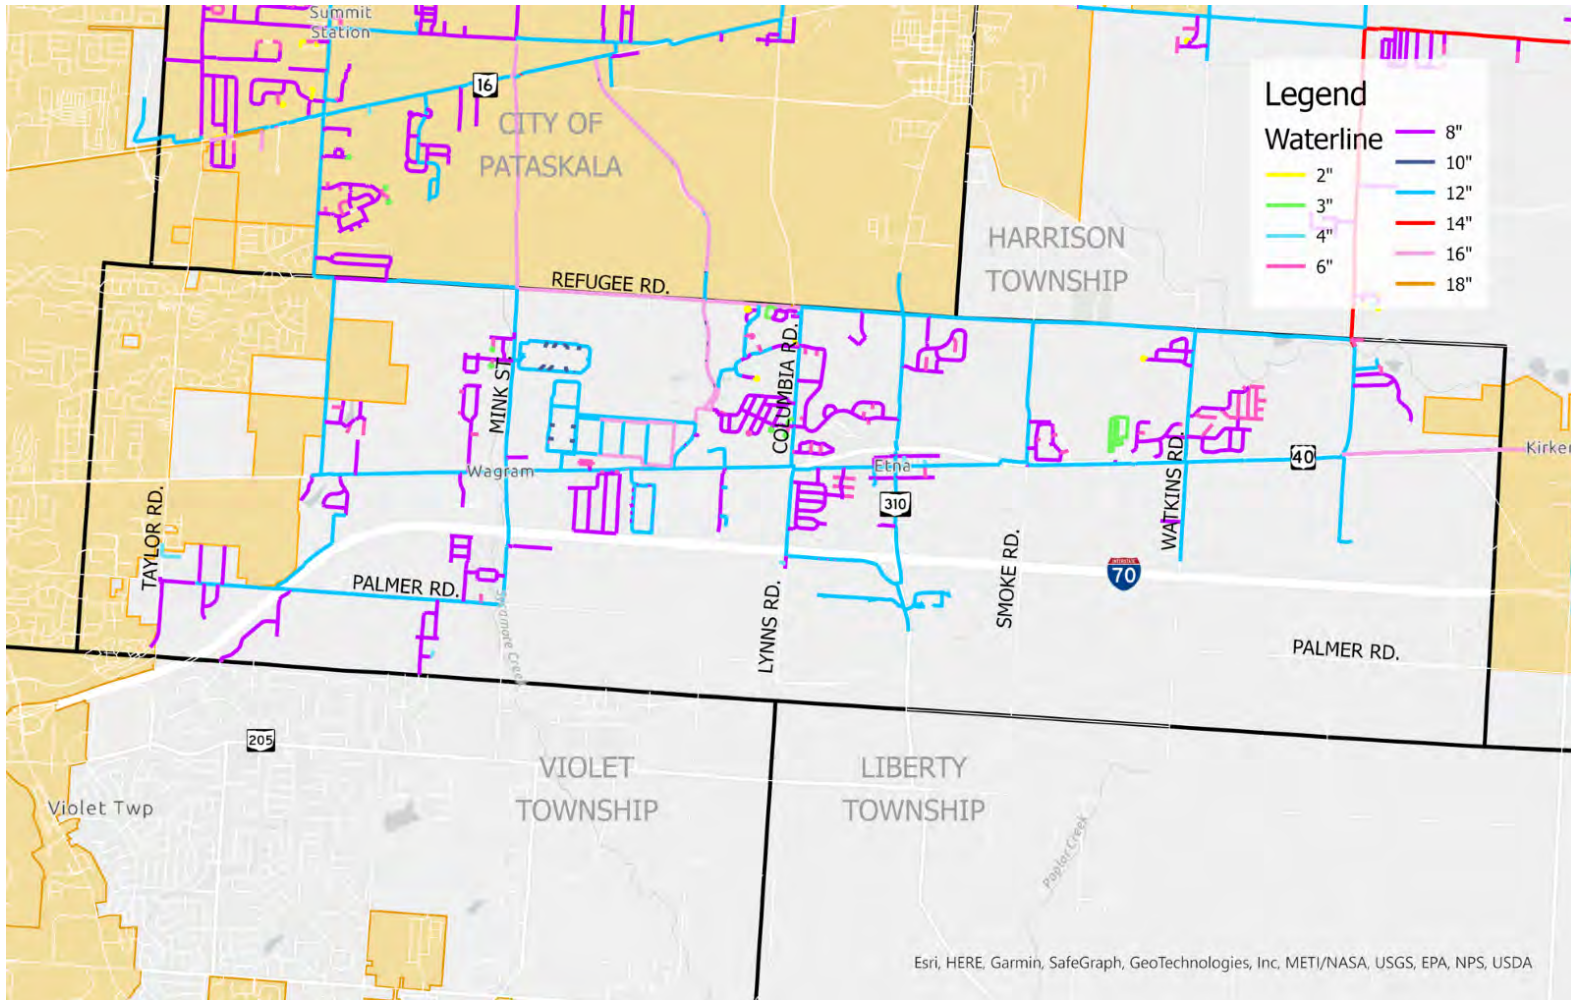 Summit
Station
16
CITY OF
PATASKALA
Legend
Waterline
2"
3"
4"
6"
8"
10"
12"
14"
16"
18"
HARRISON
TOWNSHIP
REFUGEE RD.
MINK ST.
COLUMBIA RD.
Wagram
Etna
40
310
TAYLOR RD.
WATKINS RD.
SMOKE RD.
70
PALMER RD.
LYNNS RD.
PALMER RD.
205
VIOLET
TOWNSHIP
LIBERTY
TOWNSHIP
Violet Twp
Poplar Creek
Esri, HERE, Garmin, SafeGraph, GeoTechnologies, Inc, METI/NASA, USGS, EPA, NPS, USDA